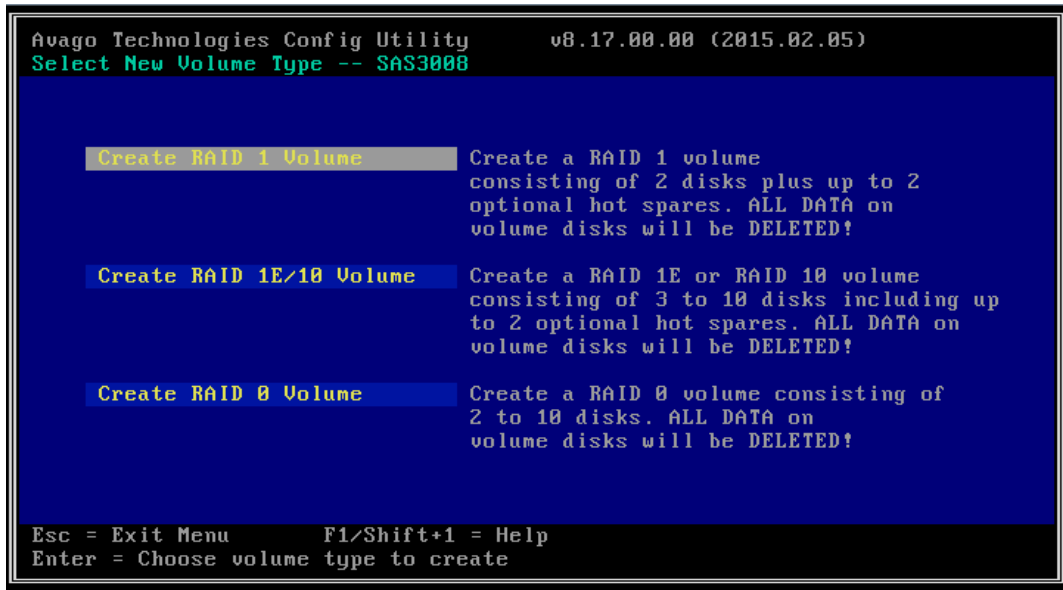 Avago Technologies Config Utility v8.17.00.00 (2015.02.05)
Select New Volume Type -- SAS3008
Create RAID 1 Volume Create a RAID 1 volume
consisting of 2 disks plus up to 2
optional hot spares. ALL DATA on
volume disks will be DELETED!
Create RAID 1E/10 Volume Create a RAID 1E or RAID 10 volume
consisting of 3 to 10 disks including up
to 2 optional hot spares. ALL DATA on
volume disks will be DELETED!
Create RAID 0 Volume Create a RAID 0 volume consisting of
2 to 10 disks. ALL DATA on
volume disks will be DELETED!
Esc = Exit Menu F1/Shift+1 = Help
Enter = Choose volume type to create